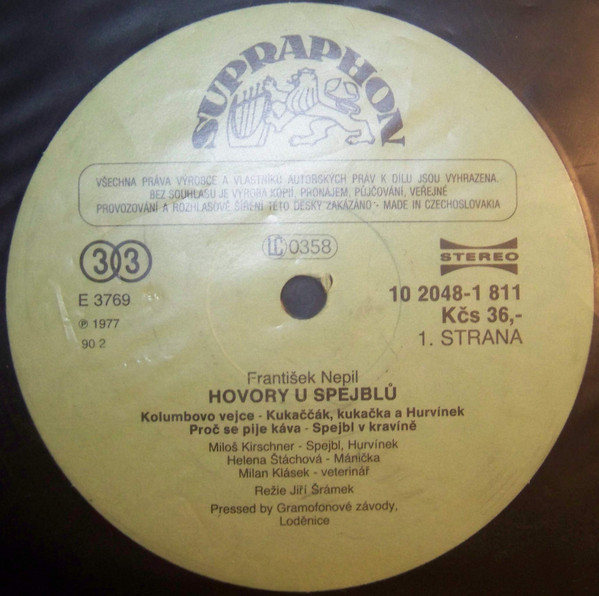 SUPRAPHON
VŠECHNA PRÁVA VÝROBCE A VLASTNÍKŮ AUTORSKÝCH PRÁV K DÍLU JSOU VYHRAZENA.
BEZ SOUHLASU JE VÝROBA KOPIÍ, PRONÁJEM, PŮJČOVÁNÍ, VEŘEJNÉ
PROVOZOVÁNÍ A ROZHLASOVÉ ŠÍŘENÍ TÉTO DESKY ZAKÁZÁNO - MADE IN CZECHOSLOVAKIA
33
LC 0358
STEREO
E 3769
10 2048-1 811
Kčs 36,-
℗ 1977
1. STRANA
90 2
František Nepil
HOVORY U SPEJBLŮ
Kolumbovo vejce - Kukaččák, kukačka a Hurvínek
Proč se pije káva - Spejbl v kravíně
Miloš Kirschner - Spejbl, Hurvínek
Helena Štáchová - Mánička
Milan Klásek - veterinář
Režie Jiří Šrámek
Pressed by Gramofonové závody,
Loděnice